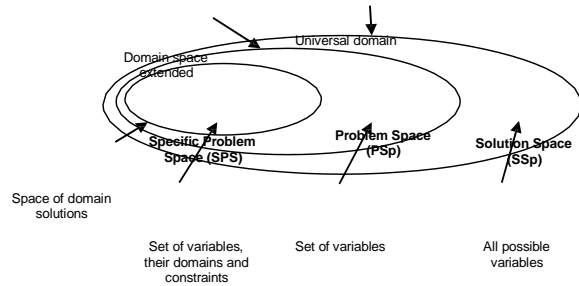 Universal domain
Domain space
extended
Specific Problem
Space (SPS)
Problem Space
(PSp)
Solution Space
(SSp)
Space of domain
solutions
Set of variables,
their domains and
constraints
Set of variables
All possible
variables